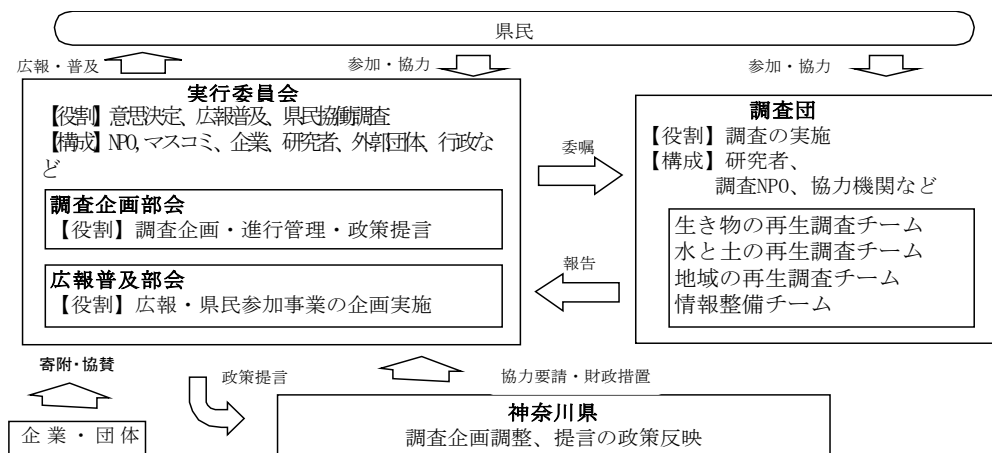 県民
広報・普及
参加・協力
参加・協力
実行委員会
【役割】意思決定、広報普及、県民協働調査
【構成】NPO,マスコミ、企業、研究者、外郭団体、行政な
ど
調査企画部会
【役割】調査企画・進行管理・政策提言
広報普及部会
【役割】広報・県民参加事業の企画実施
委嘱
報告
調査団
【役割】調査の実施
【構成】研究者、
調査NPO、協力機関など
生き物の再生調査チーム
水と土の再生調査チーム
地域の再生調査チーム
情報整備チーム
寄附・協賛
政策提言
協力要請・財政措置
企業・団体
神奈川県
調査企画調整、提言の政策反映